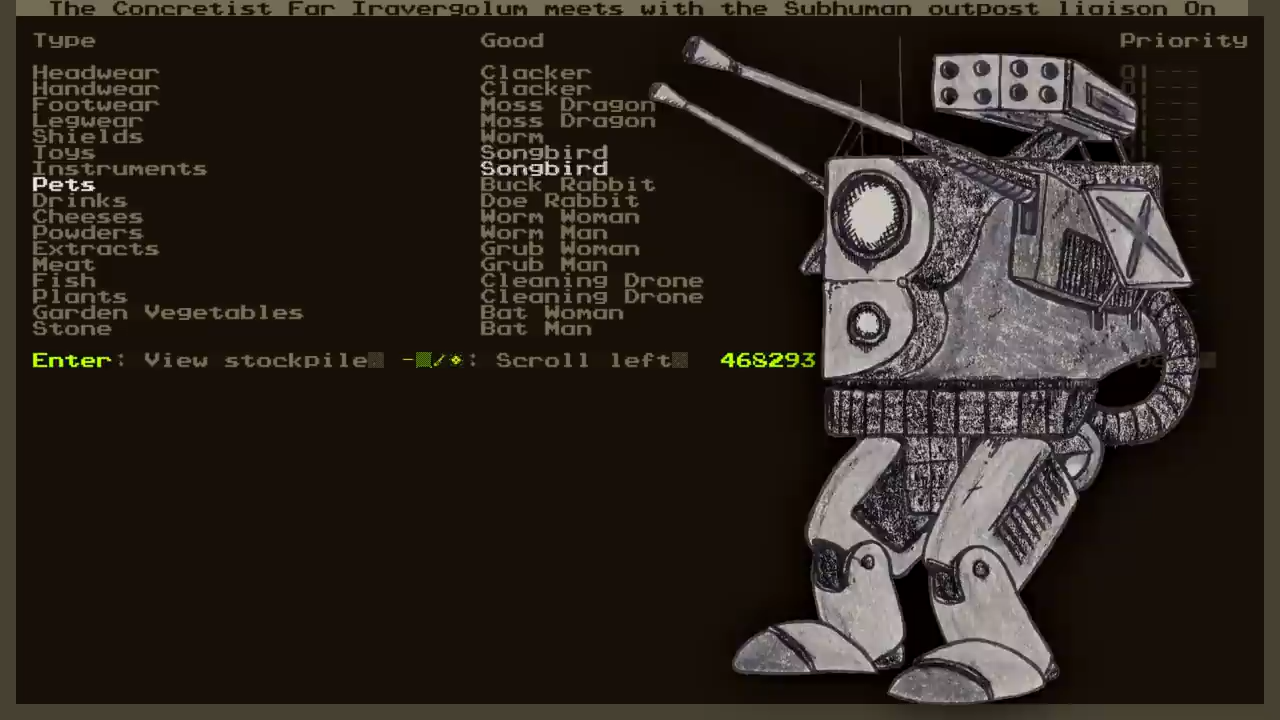 The Concretist Far Iravergolum meets with the Subhuman outpost liaison On
Type Good Priority
Headwear Clacker
Handwear Clacker
Footwear Moss Dragon
Legwear Moss Dragon
Shields Worm
Toys Songbird
Instruments Songbird
Pets Buck Rabbit
Drinks Doe Rabbit
Cheeses Worm Woman
Powders Worm Man
Extracts Grub Woman
Meat Grub Man
Fish Cleaning Drone
Plants Cleaning Drone
Garden Vegetables Bat Woman
Stone Bat Man
Enter: View stockpile -/☼: Scroll left 468293